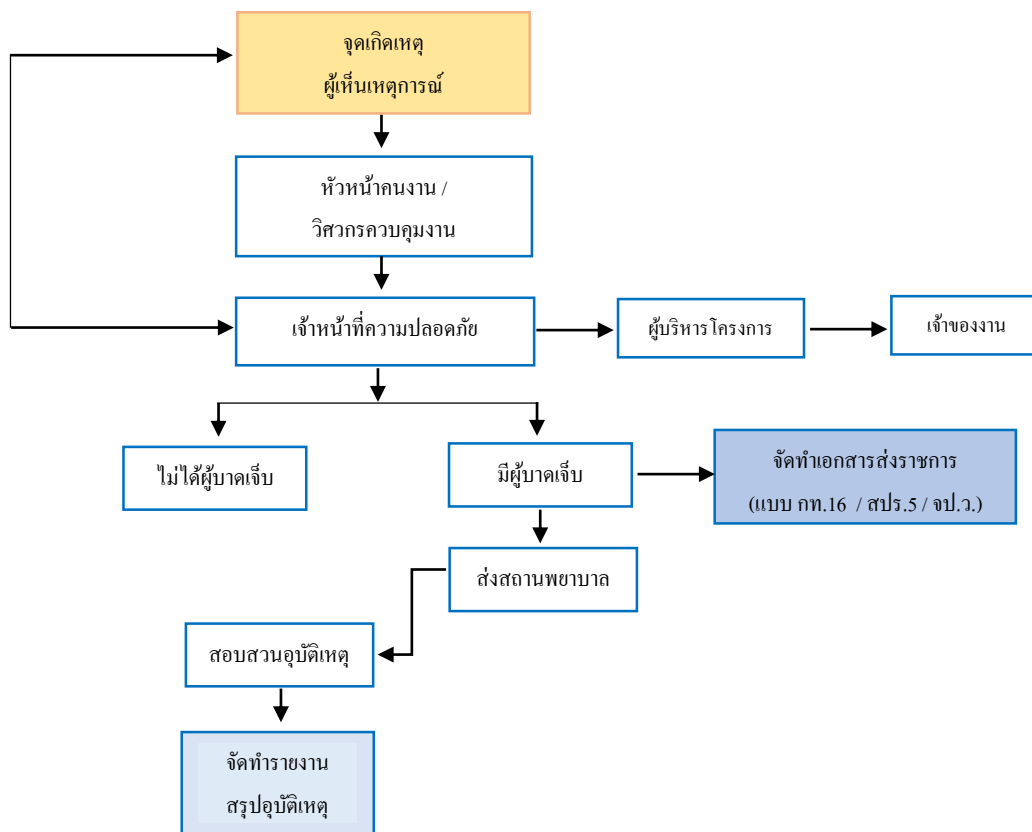 จุดเกิดเหตุ
ผู้เห็นเหตุการณ์
หัวหน้าคนงาน /
วิศวกรควบคุมงาน
เจ้าหน้าที่ความปลอดภัย
ผู้บริหารโครงการ
เจ้าของงาน
ไม่ได้ผู้บาดเจ็บ
มีผู้บาดเจ็บ
จัดทำเอกสารส่งราชการ
(แบบ กท.16 / สปร.5 / จป.ว.)
ส่งสถานพยาบาล
สอบสวนอุบัติเหตุ
จัดทำรายงาน
สรุปอุบัติเหตุ